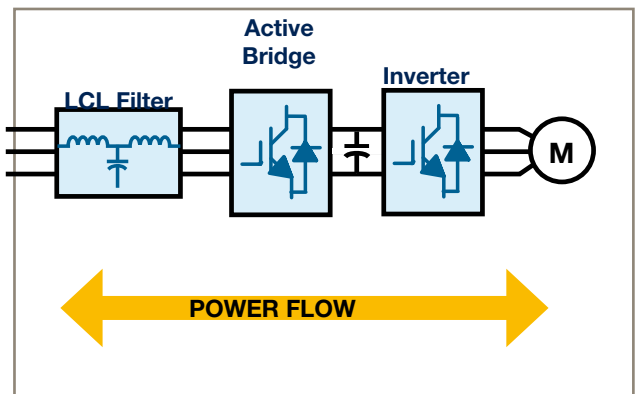 Active
Bridge
Inverter
LCL Filter
M
POWER FLOW